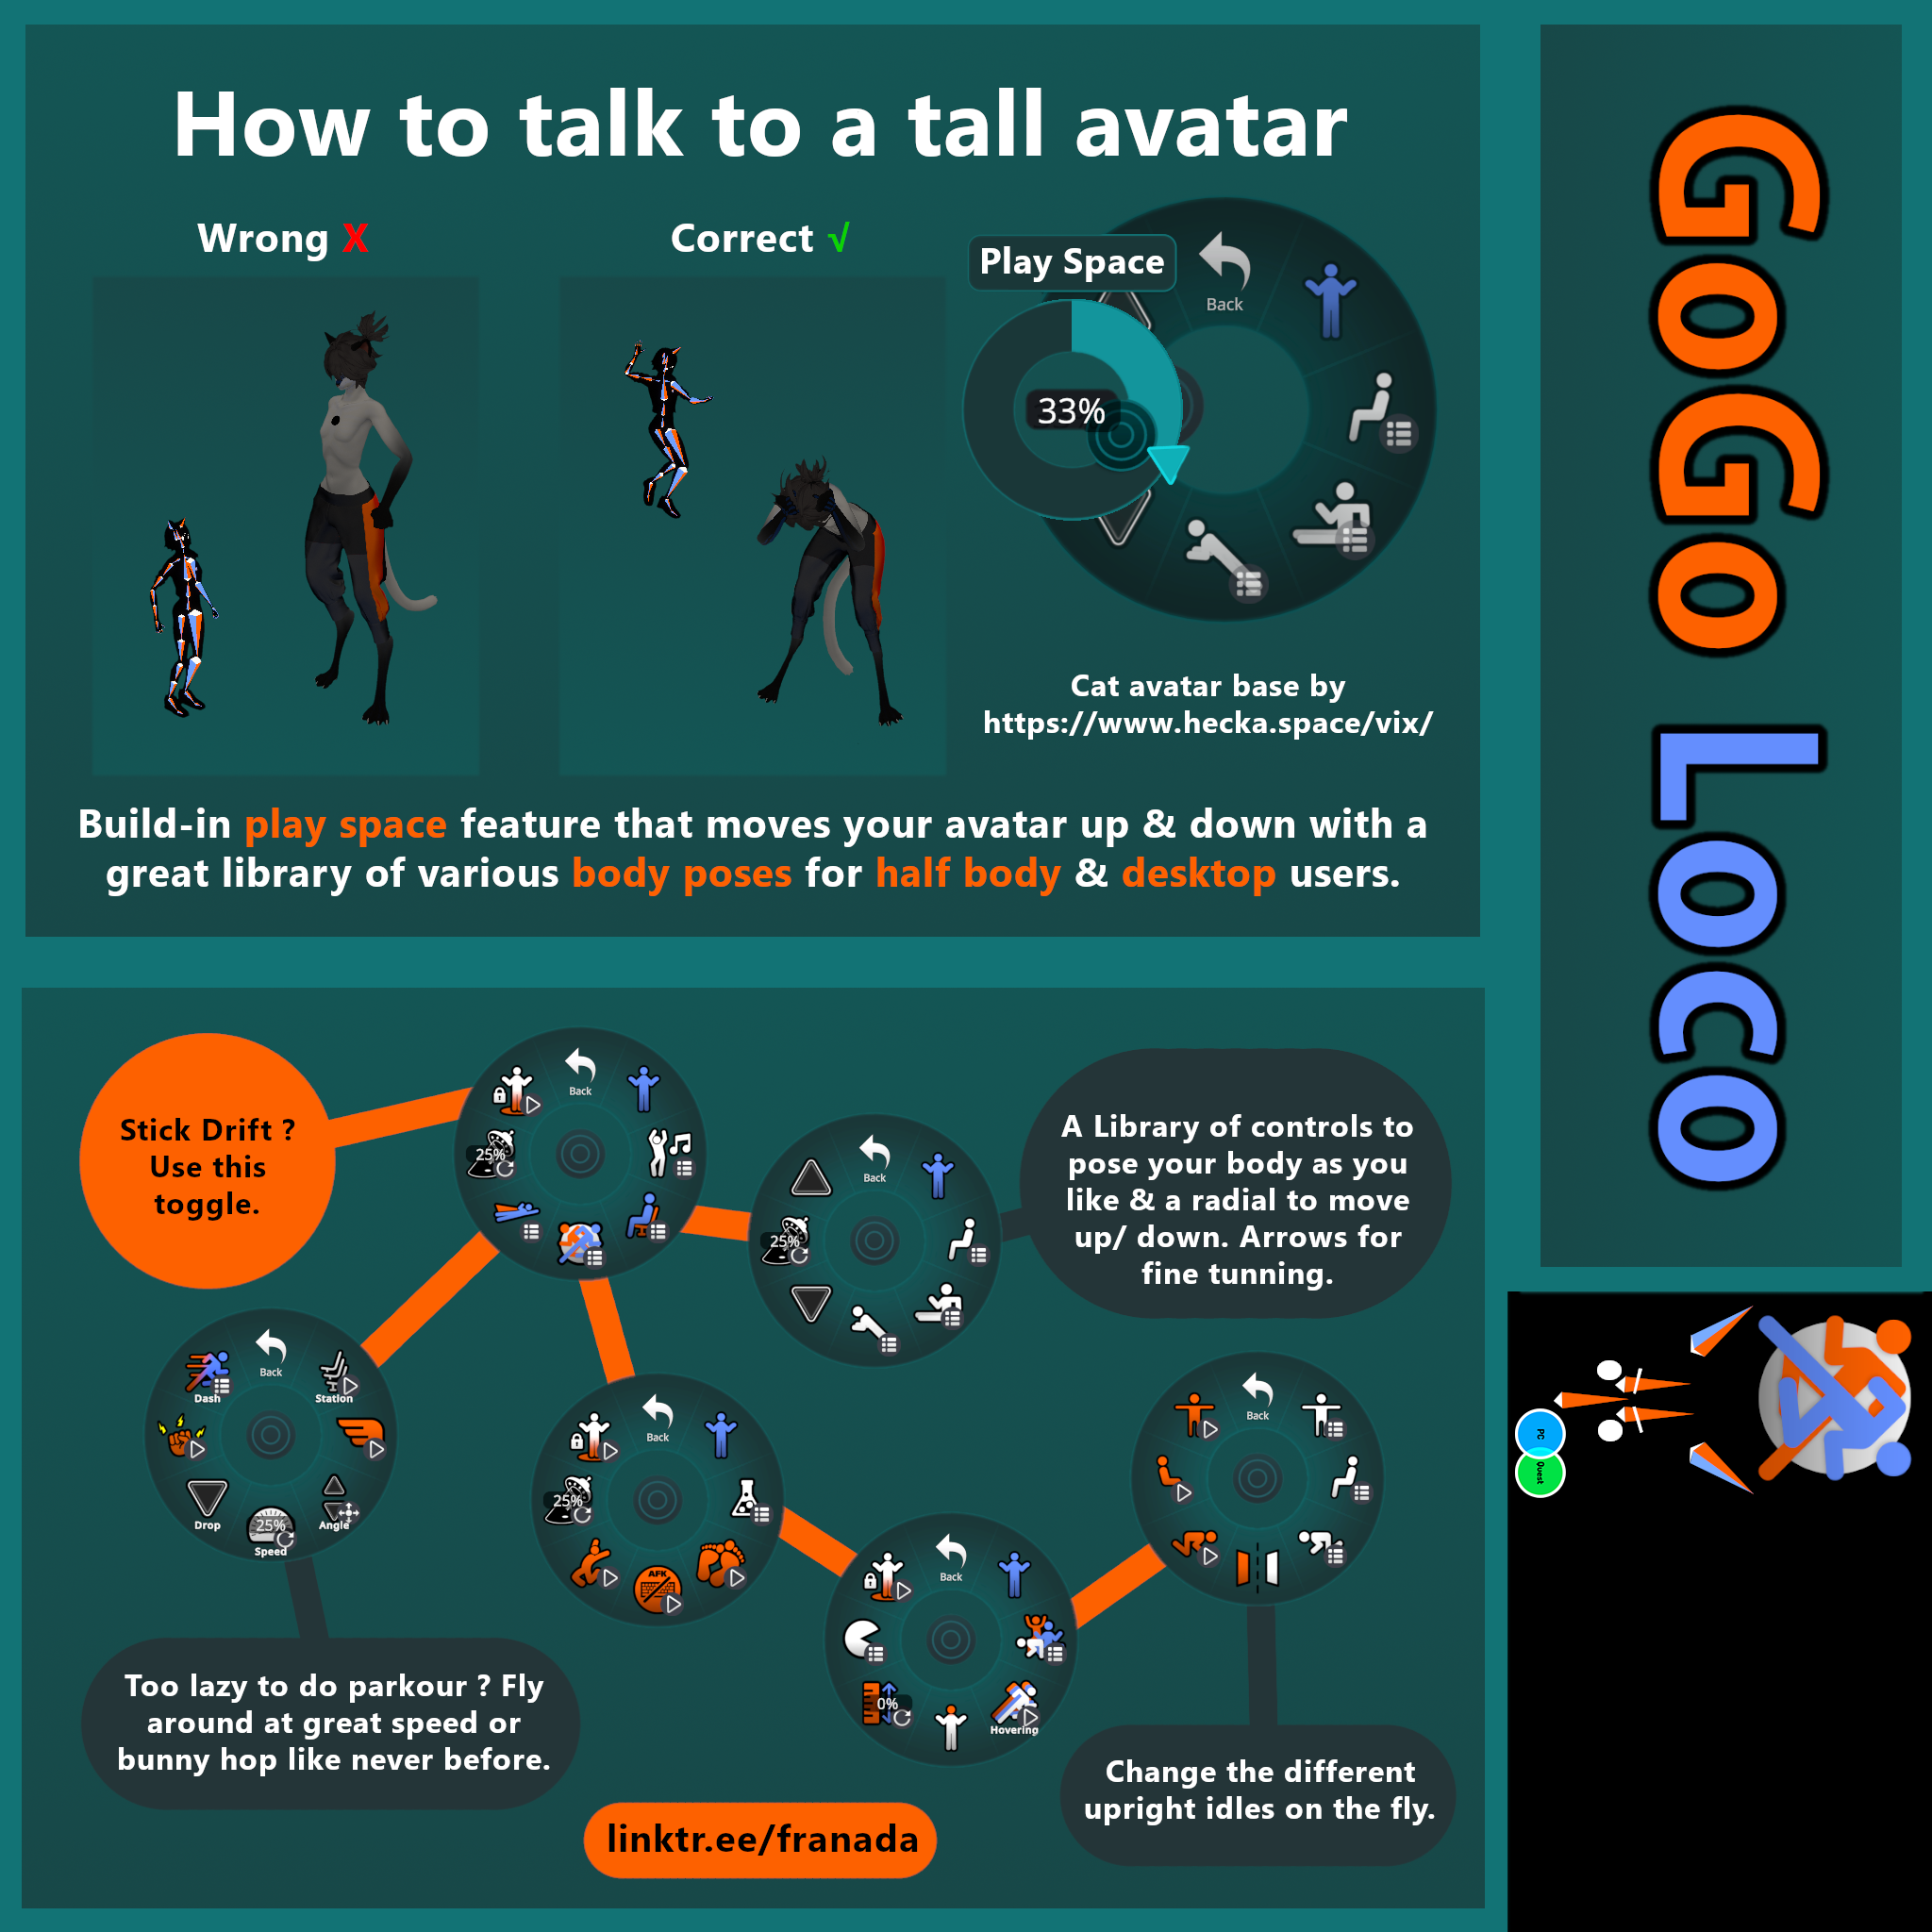 How to talk to a tall avatar
Wrong X
Correct √
Play Space
Back
33%
Cat avatar base by
https://www.hecka.space/vix/
Build-in play space feature that moves your avatar up & down with a
great library of various body poses for half body & desktop users.
GoGo Loco
Stick Drift ?
Use this
toggle.
Back
25%
Back
25%
A Library of controls to
pose your body as you
like & a radial to move
up/ down. Arrows for
fine tunning.
Back
Dash
Station
Drop
25%
Speed
Angle
Back
25%
AFK
Back
0%
Hovering
Back
Too lazy to do parkour ? Fly
around at great speed or
bunny hop like never before.
Change the different
upright idles on the fly.
linktr.ee/franada
PC
Quest